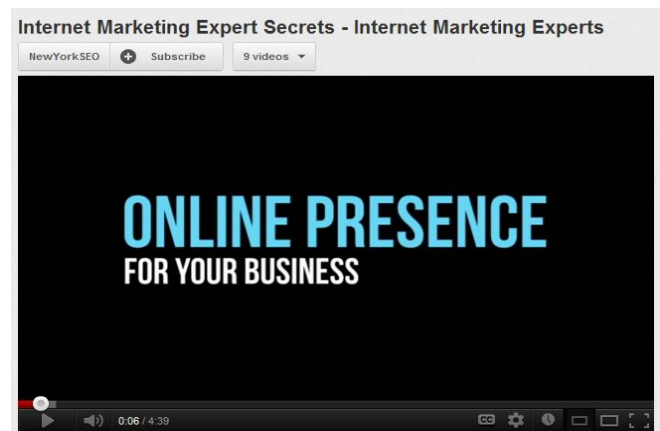 Internet Marketing Expert Secrets - Internet Marketing Experts
NewYorkSEO Subscribe 9 videos
ONLINE PRESENCE
FOR YOUR BUSINESS
0:06 / 4:39 CC